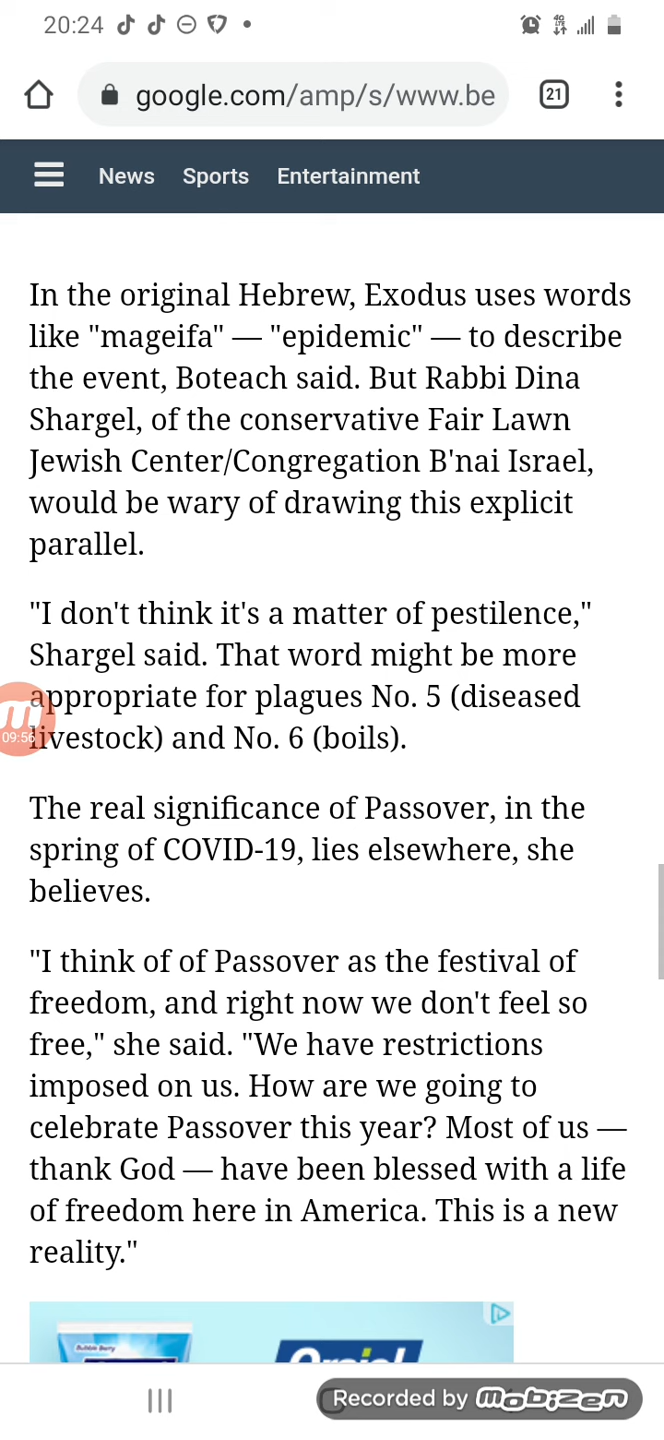 20:24
4G
LTE
google.com/amp/s/www.be
21
News Sports Entertainment
In the original Hebrew, Exodus uses words
like "mageifa" — "epidemic" — to describe
the event, Boteach said. But Rabbi Dina
Shargel, of the conservative Fair Lawn
Jewish Center/Congregation B'nai Israel,
would be wary of drawing this explicit
parallel.
"I don't think it's a matter of pestilence,"
Shargel said. That word might be more
appropriate for plagues No. 5 (diseased
09:56
livestock) and No. 6 (boils).
The real significance of Passover, in the
spring of COVID-19, lies elsewhere, she
believes.
"I think of of Passover as the festival of
freedom, and right now we don't feel so
free," she said. "We have restrictions
imposed on us. How are we going to
celebrate Passover this year? Most of us —
thank God — have been blessed with a life
of freedom here in America. This is a new
reality."
Bubble Berry
Recorded by mobizen